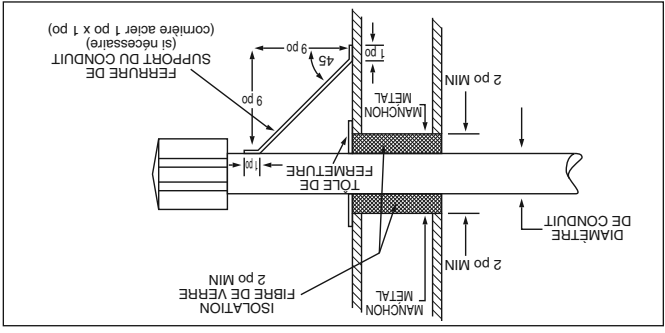 MANCHON
MÉTAL
ISOLATION
FIBRE DE VERRE
2 po MIN
2 po MIN
DIAMÈTRE
DE CONDUIT
TÔLE DE
FERMETURE
1 po
MANCHON
MÉTAL
2 po MIN
9 po
45
1 po
9 po
FERRURE DE
SUPPORT DU CONDUIT
(si nécessaire)
(cornière acier 1 po x 1 po)